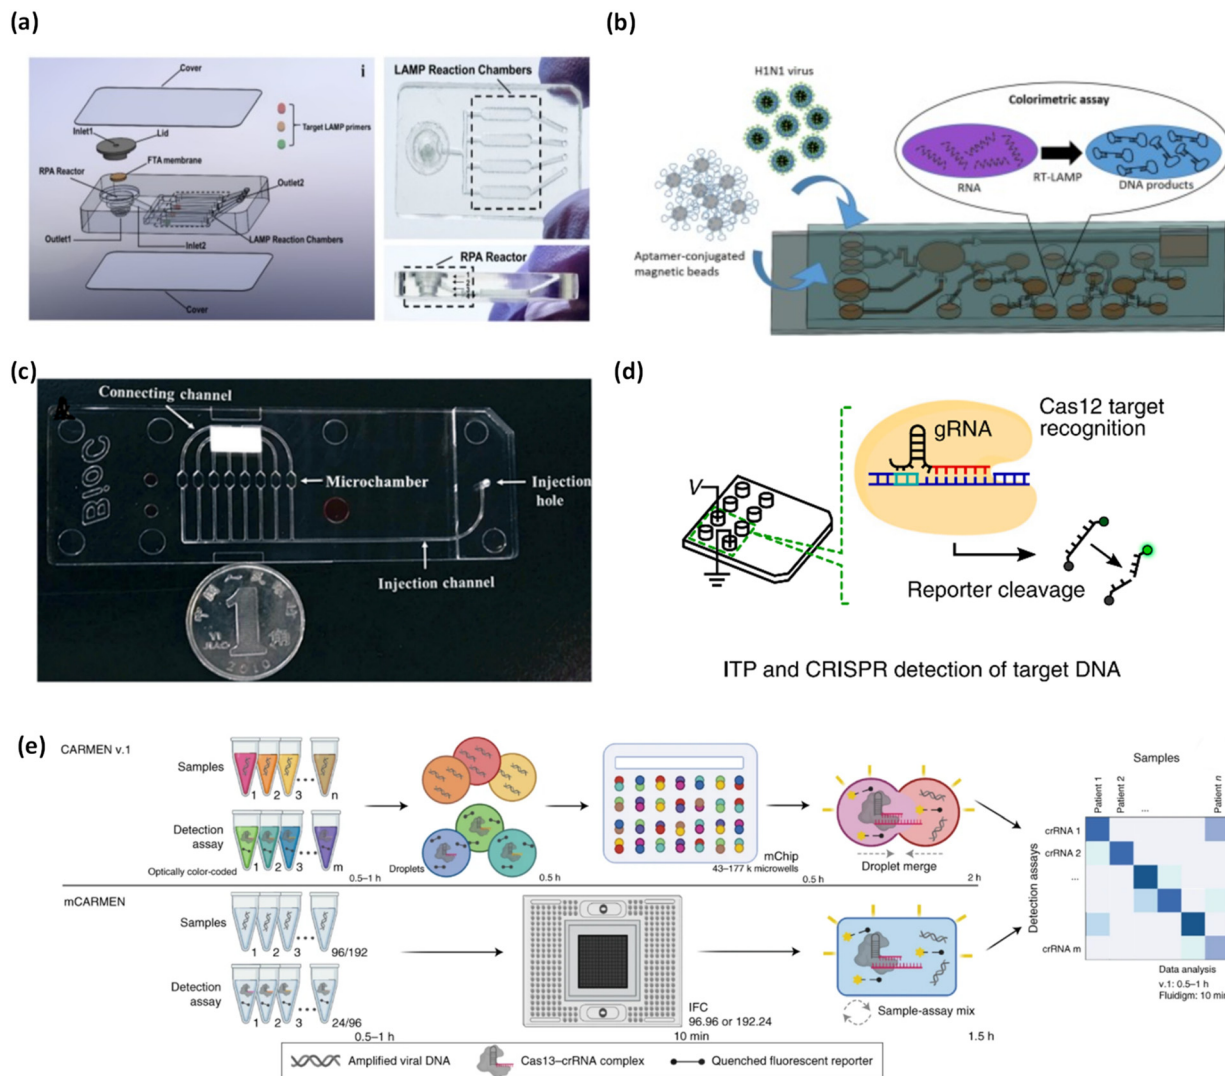 (a)
Cover
i
Inlet1
Lid
Target LAMP primers
FTA membrane
RPA Reactor
Outlet2
Outlet1
Inlet2
LAMP Reaction Chambers
Cover
LAMP Reaction Chambers
RPA Reactor
(b)
H1N1 virus
Colorimetric assay
RNA
RT-LAMP
DNA products
Aptamer-conjugated
magnetic beads
(c)
Connecting channel
BioC
Microchamber
Injection
hole
Injection channel
1
2010
(d)
Cas12 target
recognition
gRNA
V
Reporter cleavage
ITP and CRISPR detection of target DNA
(e)
CARMEN v.1
Samples
1 2 3 n
Detection
assay
1 2 3 m
Optically color-coded
0.5–1 h
Droplets
0.5 h
mChip
43–177 k microwells
0.5 h
Droplet merge
2 h
mCARMEN
Samples
1 2 3 96/192
Detection
assay
1 2 3 24/96
0.5–1 h
IFC
96.96 or 192.24
10 min
Sample-assay mix
1.5 h
Samples
Patient 1
Patient 2
...
Patient n
Detection assays
crRNA 1
crRNA 2
...
crRNA m
Data analysis
v.1: 0.5–1 h
Fluidigm: 10 min
Amplified viral DNA
Cas13–crRNA complex
Quenched fluorescent reporter